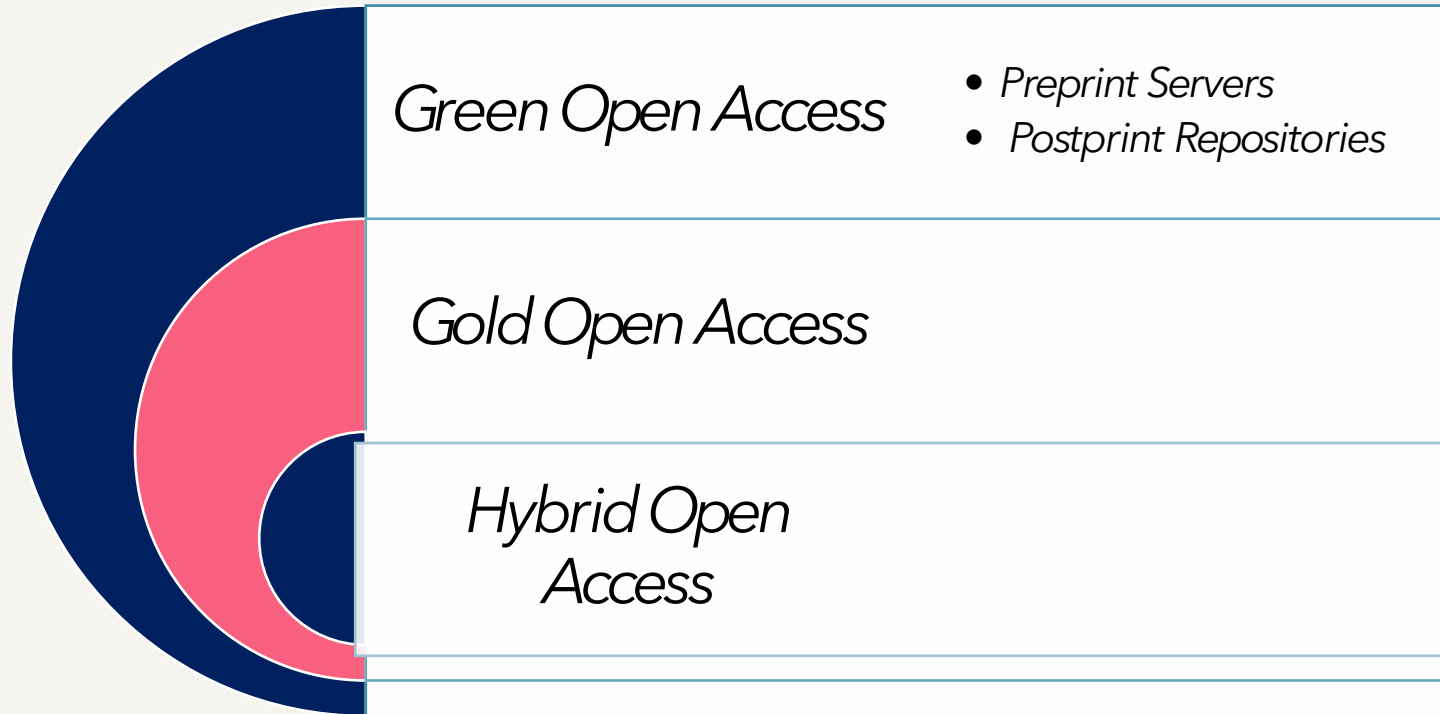 Green Open Access
• Preprint Servers
• Postprint Repositories
Gold Open Access
Hybrid Open
Access